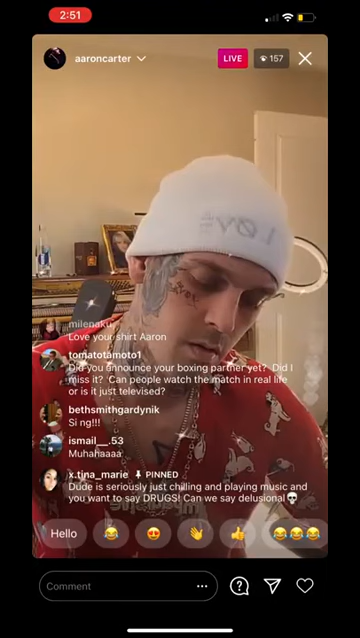 2:51
aaroncarter
LIVE
157
LOVE
milenaku
Love your shirt Aaron
tomatotamoto1
Did you announce your boxing partner yet? Did I
miss it? Can people watch the match in real life
or is it just televised?
bethsmithgardynik
Si ng!!!
ismail__.53
Muhahaaaa
x.tina_marie PINNED
Dude is seriously just chilling and playing music and
you want to say DRUGS! Can we say delusional💀
Hello 😂 😍 👋 👍 😂😂😂
Comment